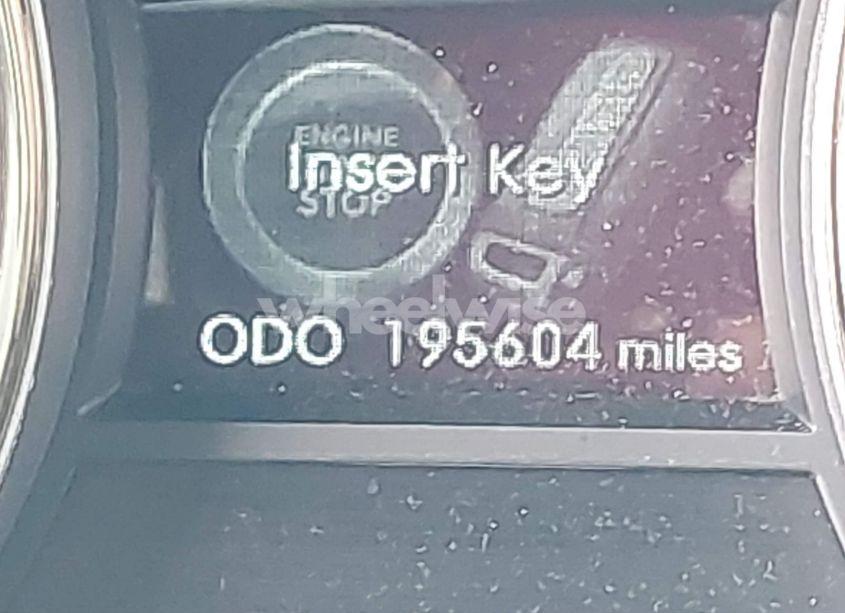 ENGINE
Insert Key
STOP
wheelwise
ODO 195604 miles